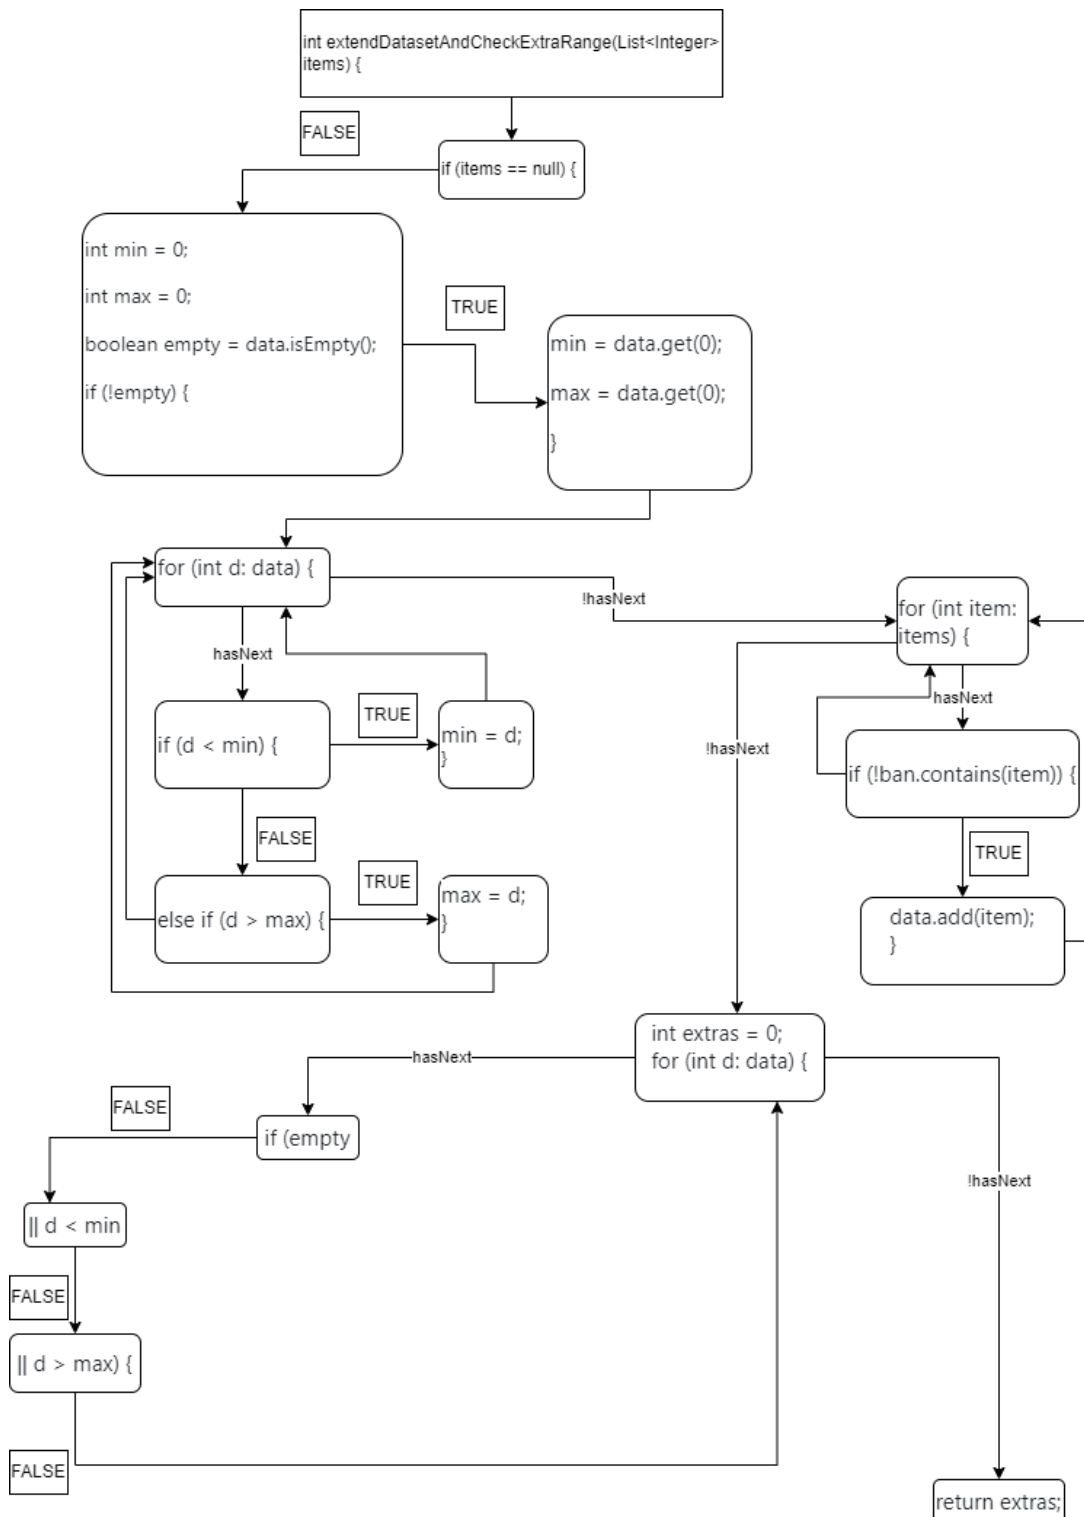 int extendDatasetAndCheckExtraRange(List<Integer>
items) {
FALSE
if (items == null) {
int min = 0;
int max = 0;
boolean empty = data.isEmpty();
if (!empty) {
TRUE
min = data.get(0);
max = data.get(0);
}
for (int d: data) {
!hasNext
for (int item:
items) {
hasNext
hasNext
if (d < min) {
TRUE
min = d;
}
!hasNext
if (!ban.contains(item)) {
FALSE
TRUE
else if (d > max) {
TRUE
max = d;
}
data.add(item);
}
int extras = 0;
for (int d: data) {
hasNext
FALSE
if (empty
!hasNext
|| d < min
FALSE
|| d > max) {
FALSE
return extras;